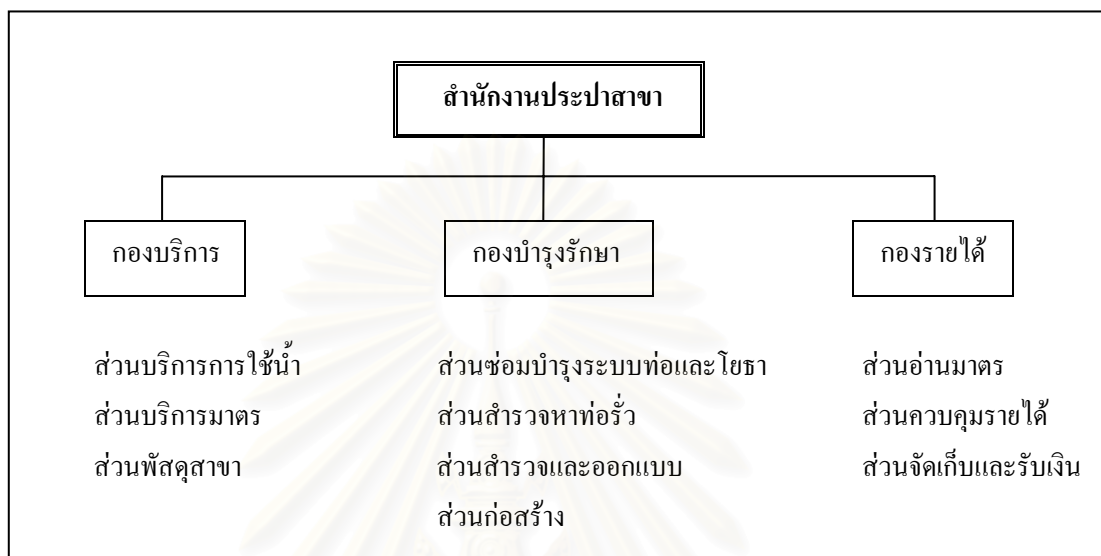 สำนักงานประปาสาขา
กองบริการ
ส่วนบริการการใช้น้ำ
ส่วนบริการมาตร
ส่วนพัสดุสาขา
กองบำรุงรักษา
ส่วนซ่อมบำรุงระบบท่อและโยธา
ส่วนสำรวจหาท่อรั่ว
ส่วนสำรวจและออกแบบ
ส่วนก่อสร้าง
กองรายได้
ส่วนอ่านมาตร
ส่วนควบคุมรายได้
ส่วนจัดเก็บและรับเงิน